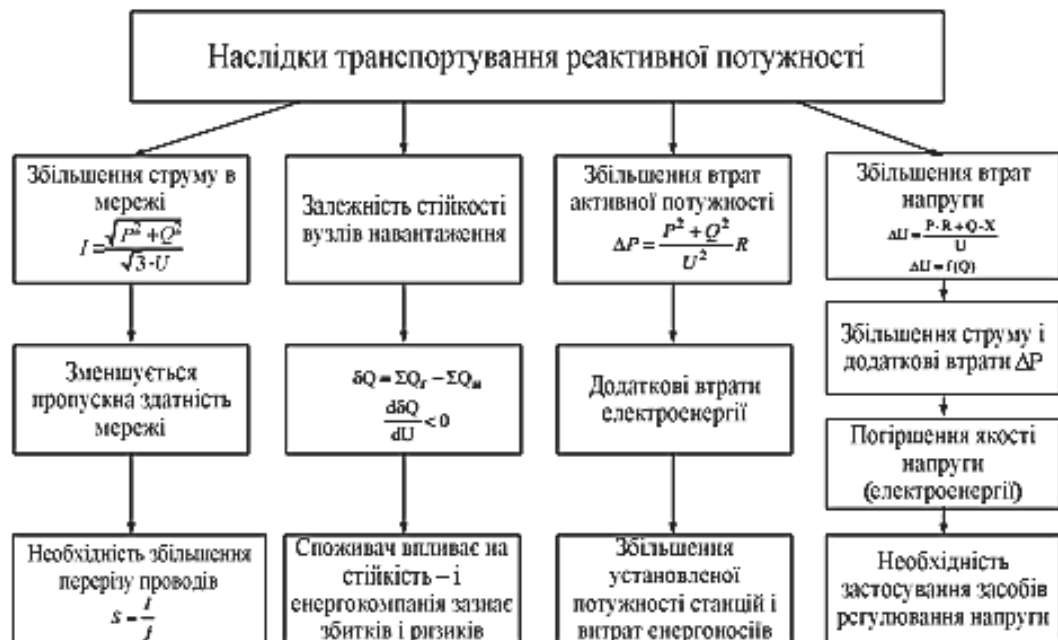 Наслідки транспортування реактивної потужності
Збільшення струму в
мережі
I=√P²+Q²/√3·U
Зменшується
пропускна здатність
мережі
Необхідність збільшення
перерізу проводів
s=I/j
Залежність стійкості
вузлів навантаження
δQ=ΣQг−ΣQн
dδQ/dU<0
Споживач впливає на
стійкість – і
енергокомпанія зазнає
збитків і ризиків
Збільшення втрат
активної потужності
ΔP=P²+Q²/U² R
Додаткові втрати
електроенергії
Збільшення
установленої
потужності станцій і
витрат енергоносіїв
Збільшення втрат
напруги
ΔU=P·R+Q·X/U
ΔU=f(Q)
Збільшення струму і
додаткові втрати ΔP
Погіршення якості
напруги
(електроенергії)
Необхідність
застосування засобів
регулювання напруги